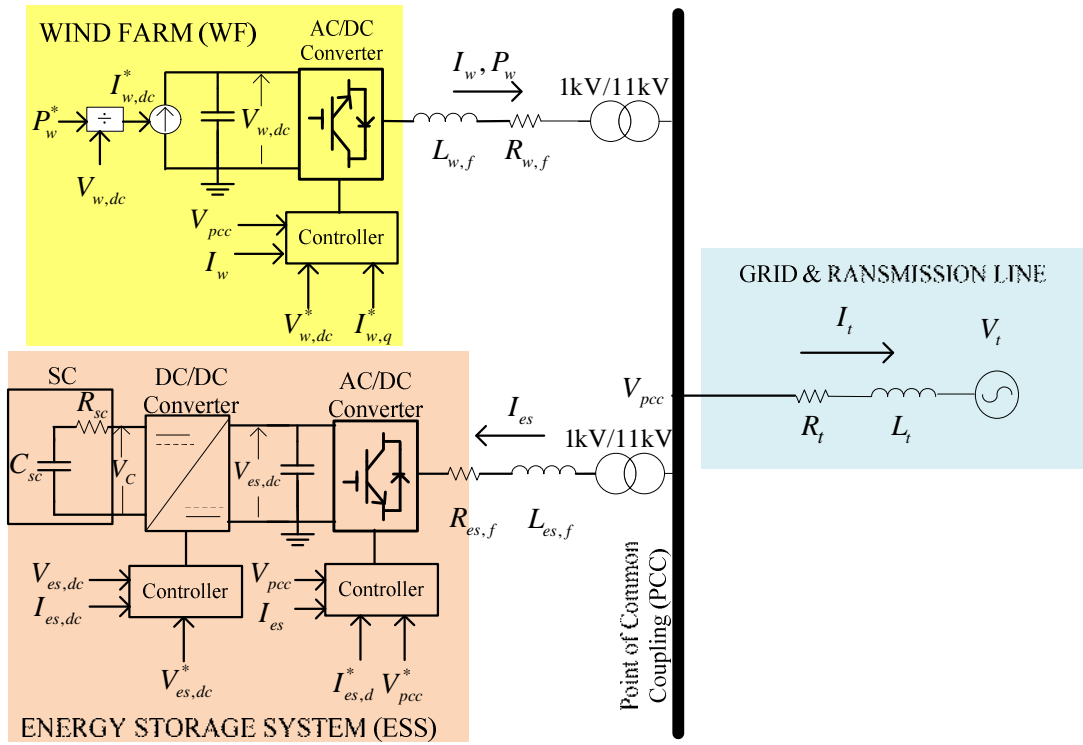 WIND FARM (WF)
AC/DC
Converter
I*w,dc
P*w
÷
Vw,dc
Vw,dc
Vpcc
Iw
Controller
V*w,dc
I*w,q
Iw, Pw
1kV/11kV
Lw,f
Rw,f
GRID & RANSMISSION LINE
It
Vt
Rt
Lt
Vpcc
SC
DC/DC
Converter
AC/DC
Converter
Rsc
Csc
VC
Ves,dc
Ies
1kV/11kV
Res,f
Les,f
Ves,dc
Ies,dc
Controller
Vpcc
Ies
Controller
V*es,dc
I*es,d
V*pcc
ENERGY STORAGE SYSTEM (ESS)
Point of Common
Coupling (PCC)